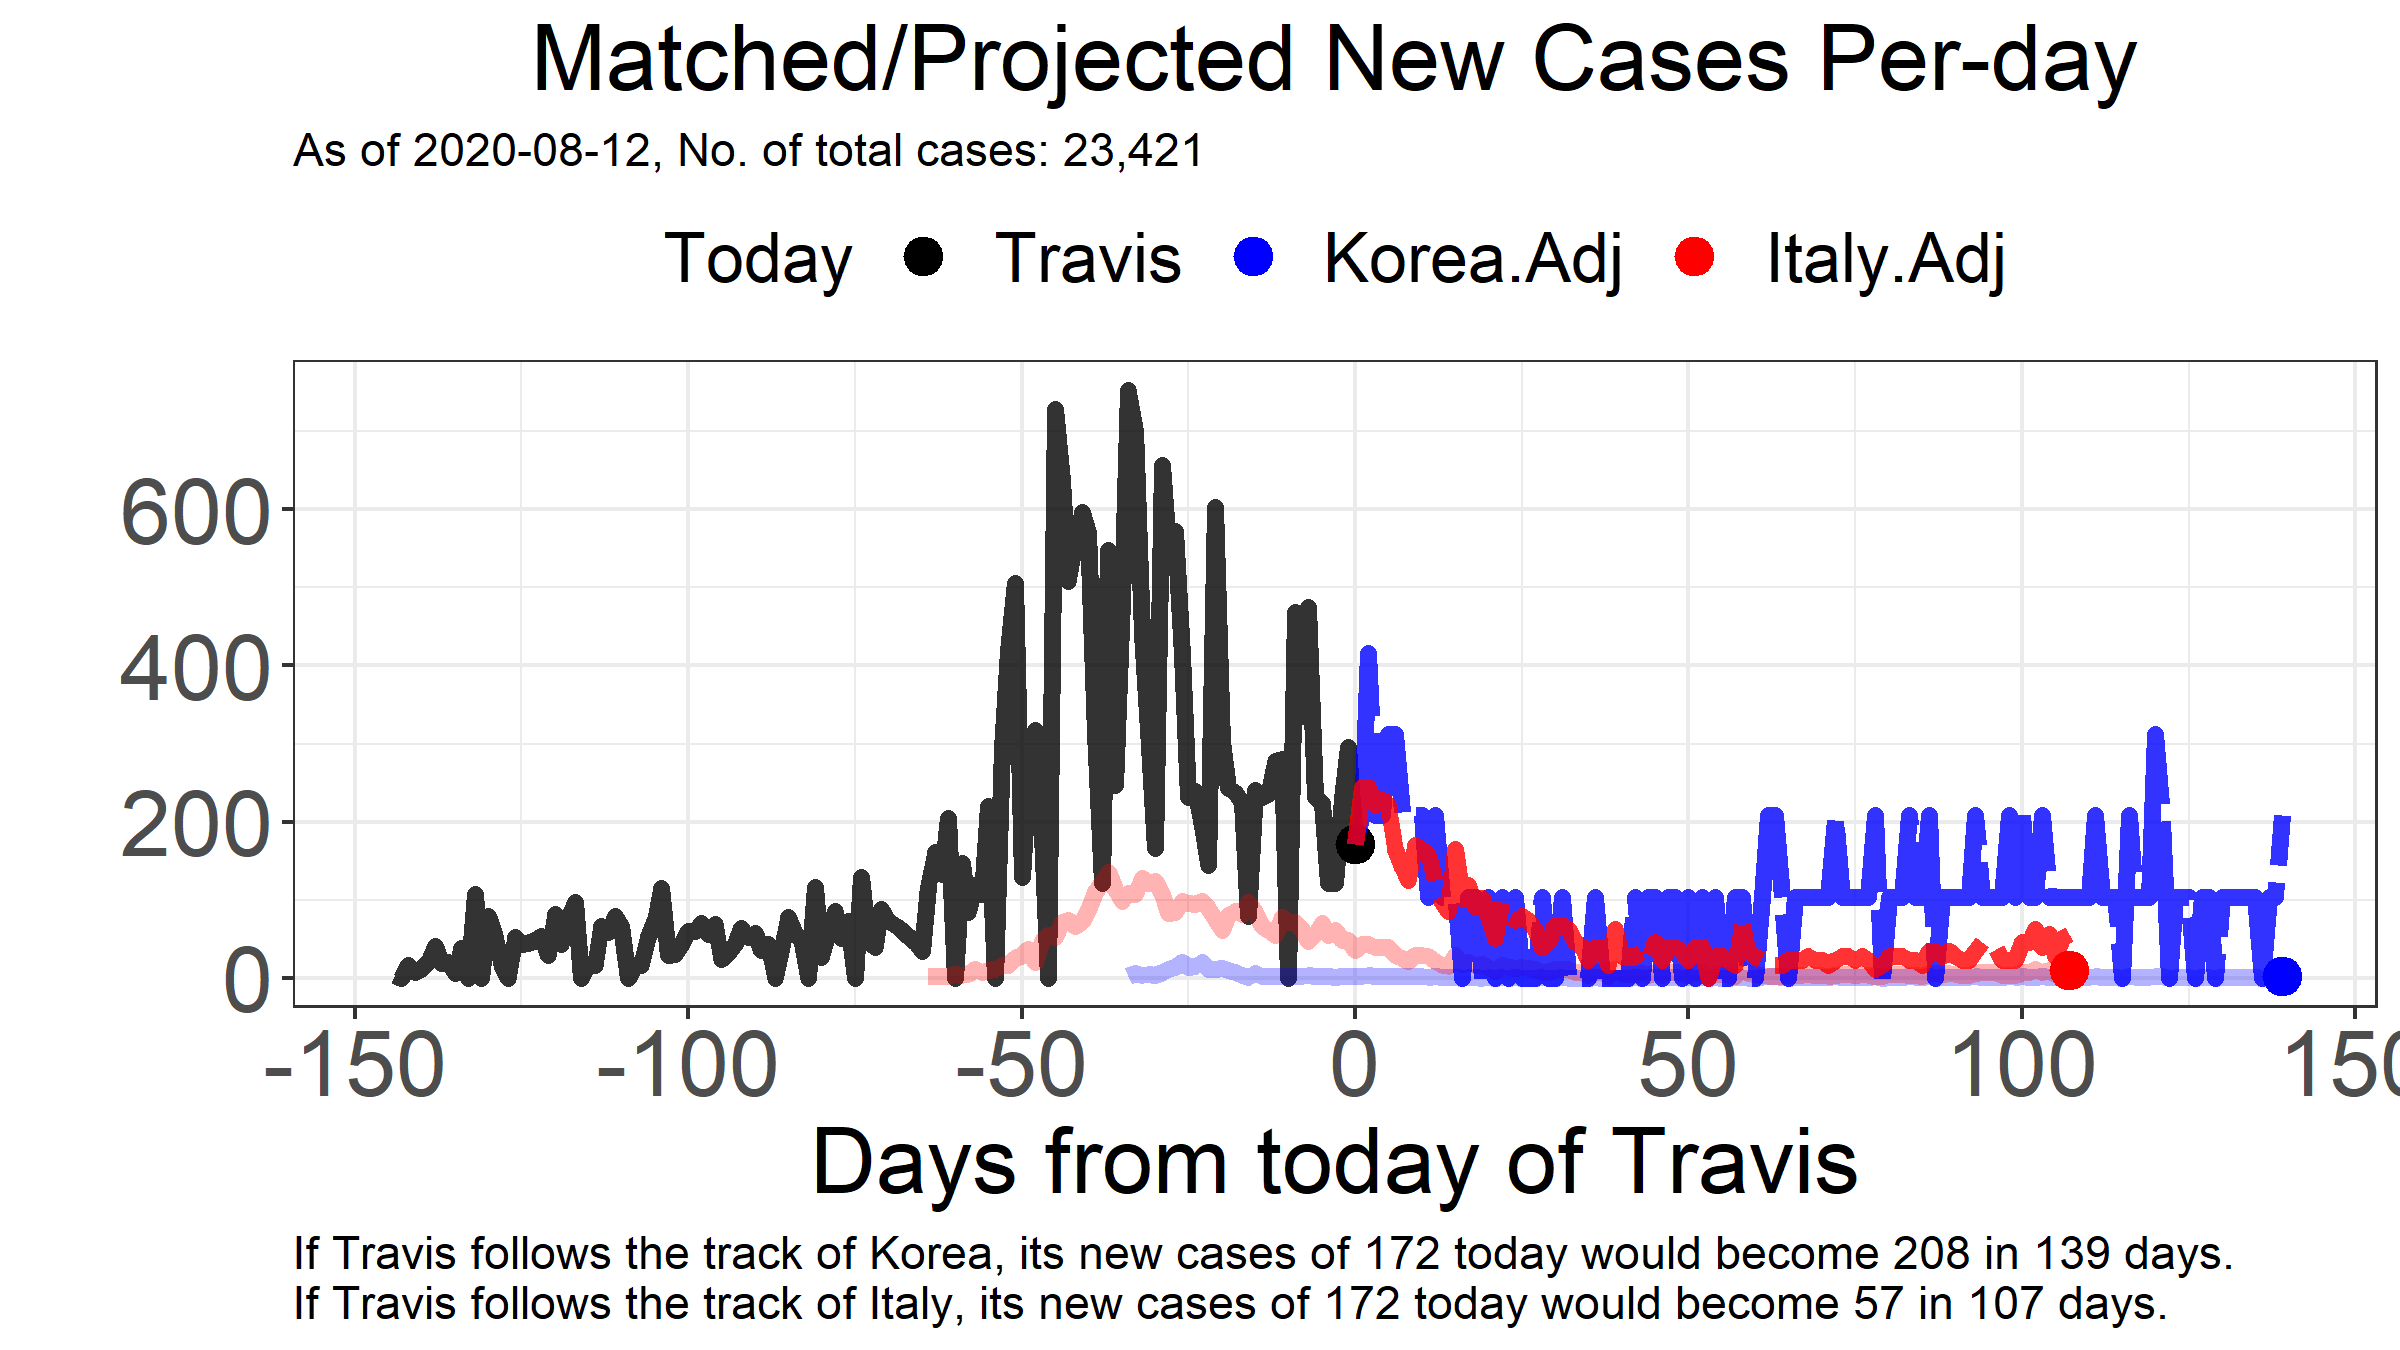 Matched/Projected New Cases Per-day
As of 2020-08-12, No. of total cases: 23,421
Today Travis Korea.Adj Italy.Adj
600
400
200
0
-150 -100 -50 0 50 100 150
Days from today of Travis
If Travis follows the track of Korea, its new cases of 172 today would become 208 in 139 days.
If Travis follows the track of Italy, its new cases of 172 today would become 57 in 107 days.